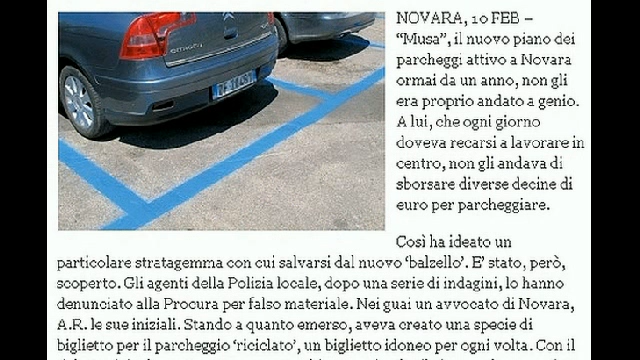 NOVARA, 10 FEB –
“Musa”, il nuovo piano dei
parcheggi attivo a Novara
ormai da un anno, non gli
era proprio andato a genio.
A lui, che ogni giorno
doveva recarsi a lavorare in
centro, non gli andava di
sborsare diverse decine di
euro per parcheggiare.
Così ha ideato un
particolare stratagemma con cui salvarsi dal nuovo ‘balzello’. E’ stato, però,
scoperto. Gli agenti della Polizia locale, dopo una serie di indagini, lo hanno
denunciato alla Procura per falso materiale. Nei guai un avvocato di Novara,
A.R. le sue iniziali. Stando a quanto emerso, aveva creato una specie di
biglietto per il parcheggio ‘riciclato’, un biglietto idoneo per ogni volta. Con il